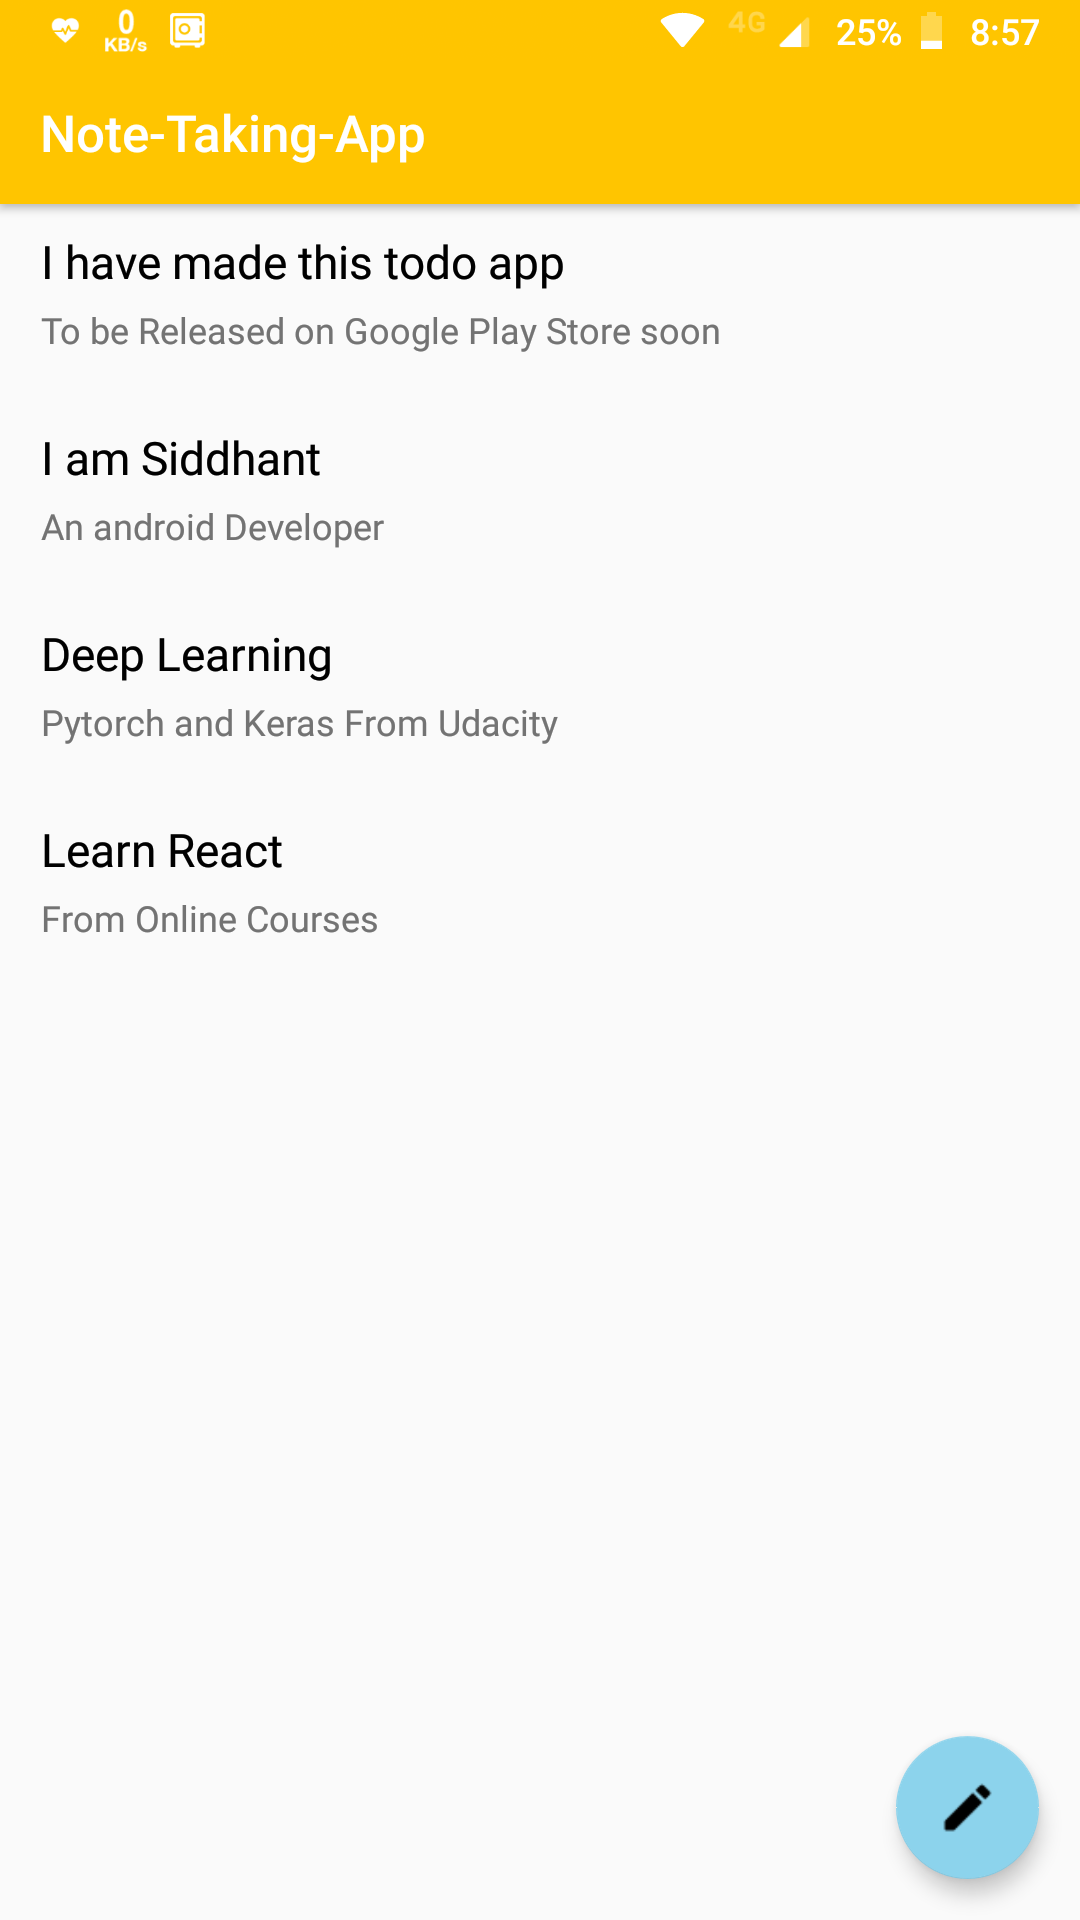 0
KB/s
4G
25%
8:57
Note-Taking-App
I have made this todo app
To be Released on Google Play Store soon
I am Siddhant
An android Developer
Deep Learning
Pytorch and Keras From Udacity
Learn React
From Online Courses